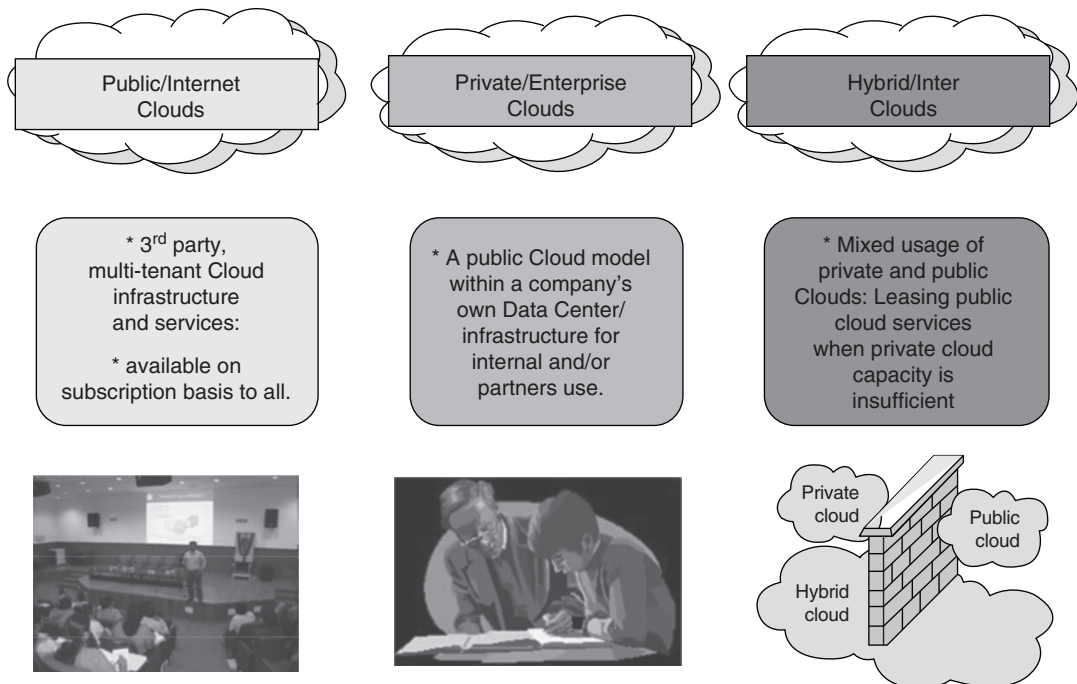 Public/Internet
Clouds
Private/Enterprise
Clouds
Hybrid/Inter
Clouds
* 3rd party,
multi-tenant Cloud
infrastructure
and services:
* available on
subscription basis to all.
* A public Cloud model
within a company's
own Data Center/
infrastructure for
internal and/or
partners use.
* Mixed usage of
private and public
Clouds: Leasing public
cloud services
when private cloud
capacity is
insufficient
Private
cloud
Public
cloud
Hybrid
cloud